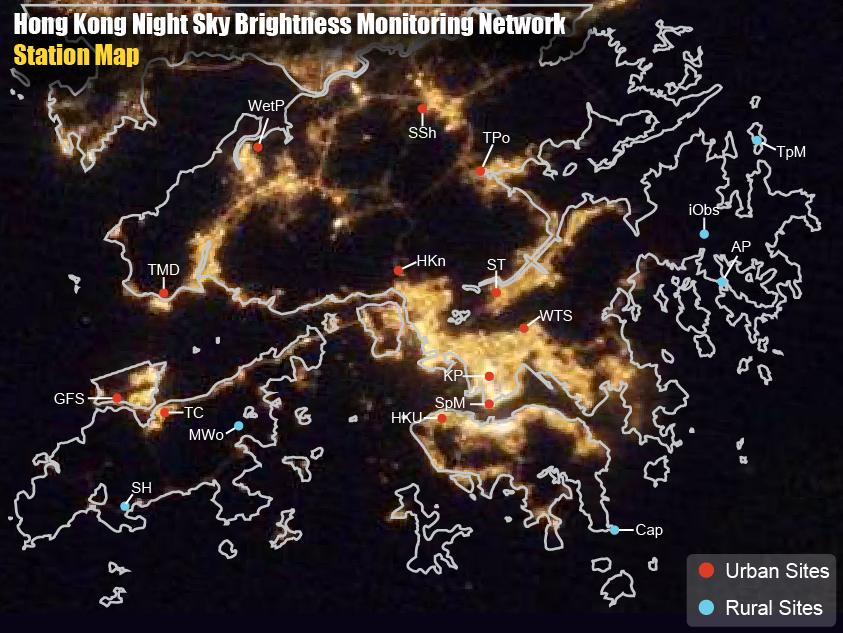 Hong Kong Night Sky Brightness Monitoring Network
Station Map
WetP
SSh
TPo
TpM
iObs
AP
HKn
ST
TMD
WTS
KP
GFS
SpM
TC
HKU
MWo
SH
Cap
Urban Sites
Rural Sites